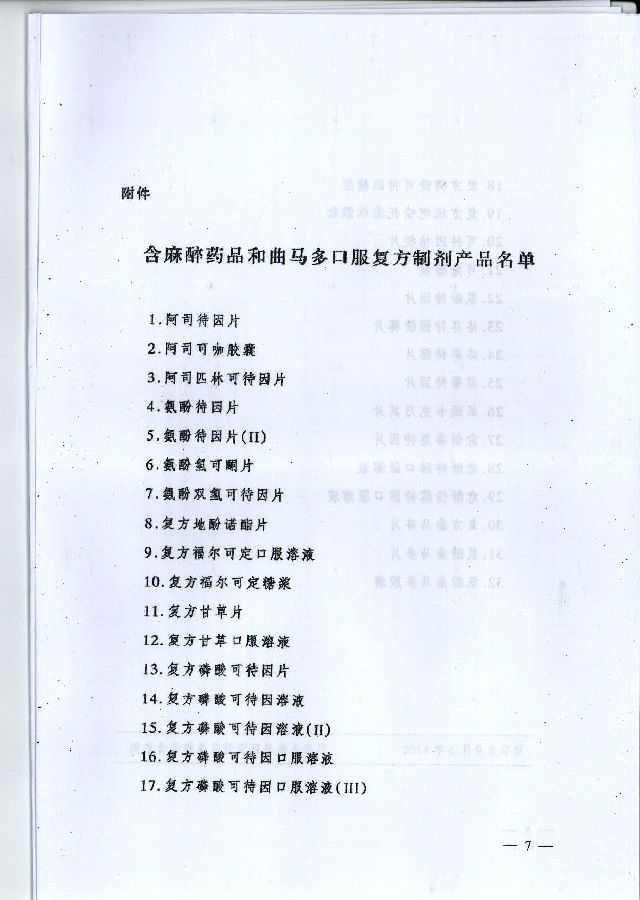 附件
含麻醉药品和曲马多口服复方制剂产品名单
1.阿司待因片
2.阿司可咖胶囊
3.阿司匹林可待因片
4.氨酚待因片
5.氨酚待因片(II)
6.氨酚氢可酮片
7.氨酚双氢可待因片
8.复方地酚诺酯片
9.复方福尔可定口服溶液
10.复方福尔可定糖浆
11.复方甘草片
12.复方甘草口服溶液
13.复方磷酸可待因片
14.复方磷酸可待因溶液
15.复方磷酸可待因溶液(II)
16.复方磷酸可待因口服溶液
17.复方磷酸可待因口服溶液(III)
— 7 —